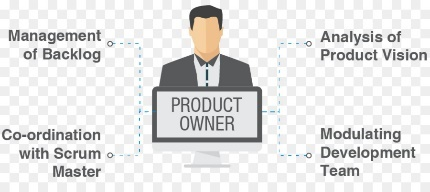 Management
of Backlog
Analysis of
Product Vision
PRODUCT
OWNER
Co-ordination
with Scrum
Master
Modulating
Development
Team